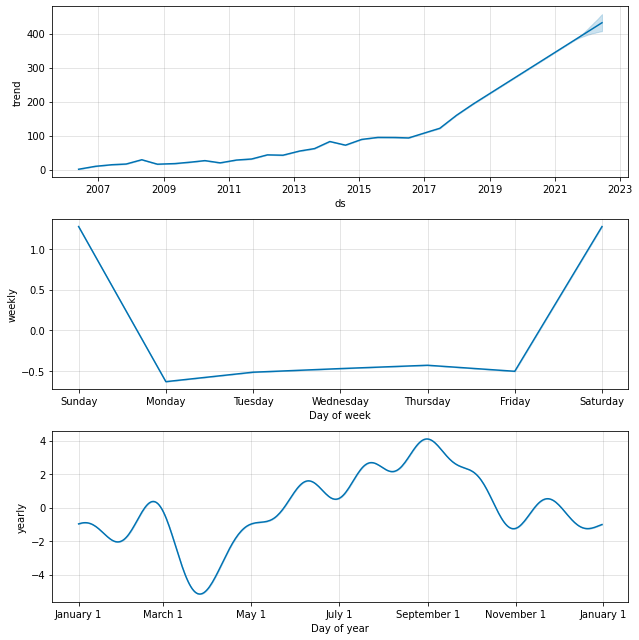 400
300
200
100
0
trend
2007 2009 2011 2013 2015 2017 2019 2021 2023
ds
1.0
0.5
0.0
−0.5
weekly
Sunday Monday Tuesday Wednesday Thursday Friday Saturday
Day of week
4
2
0
−2
−4
yearly
January 1 March 1 May 1 July 1 September 1 November 1 January 1
Day of year